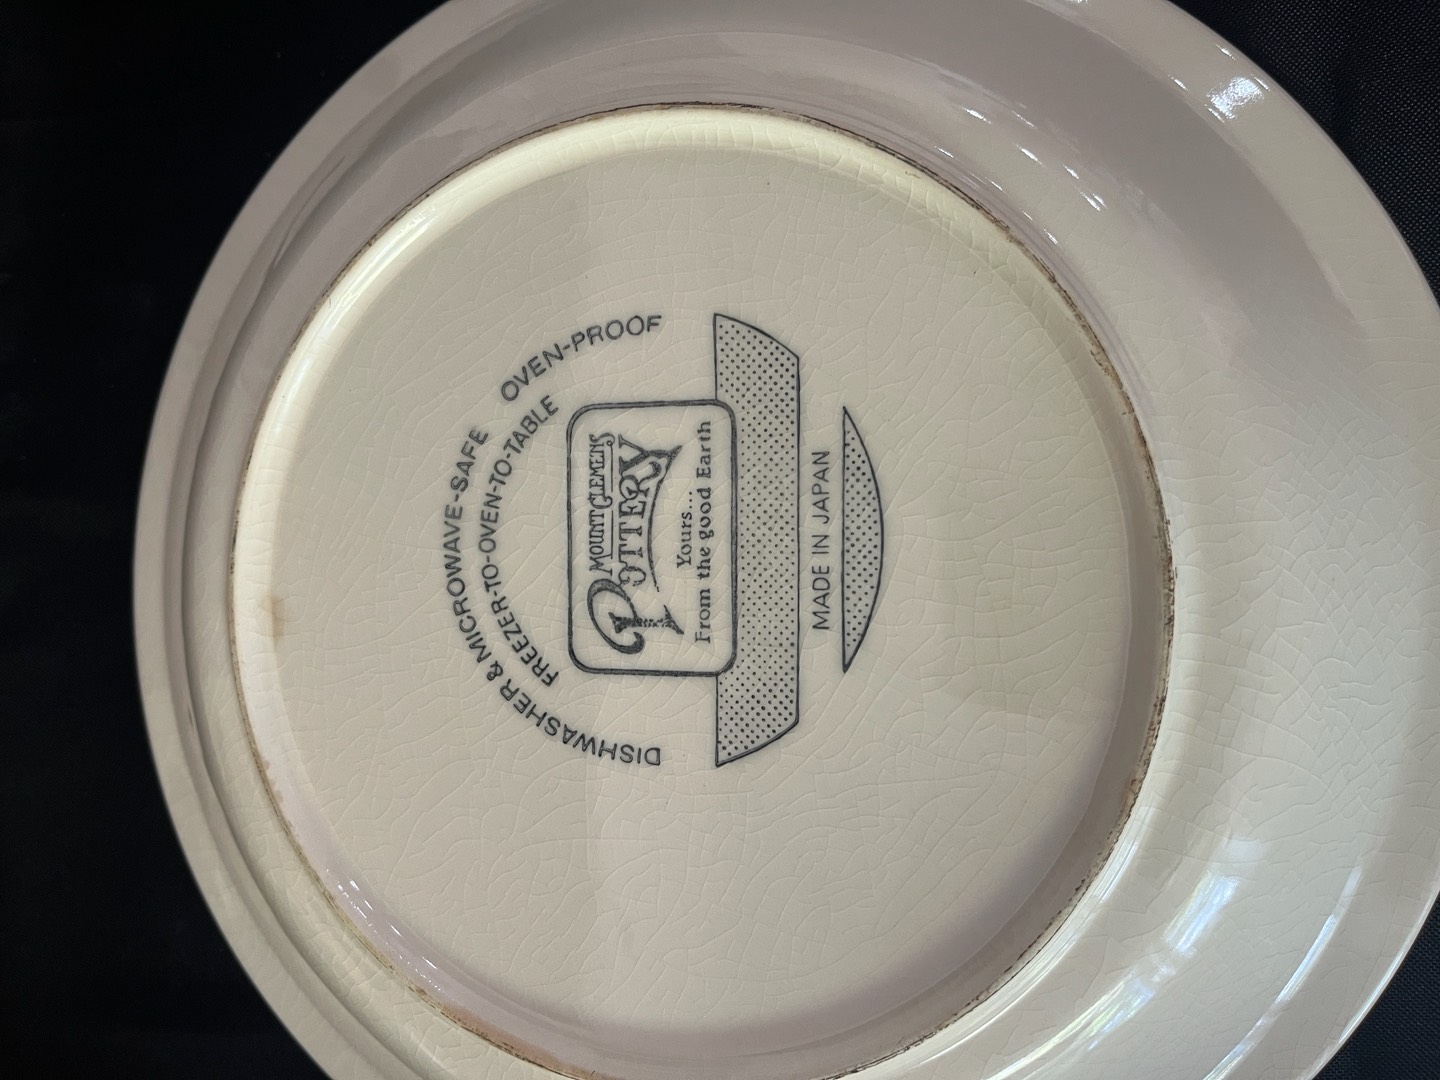 DISHWASHER & MICROWAVE-SAFE OVEN-PROOF
FREEZER-TO-OVEN-TO-TABLE
MOUNT CLEMENS
POTTERY
Yours...
From the good Earth
MADE IN JAPAN